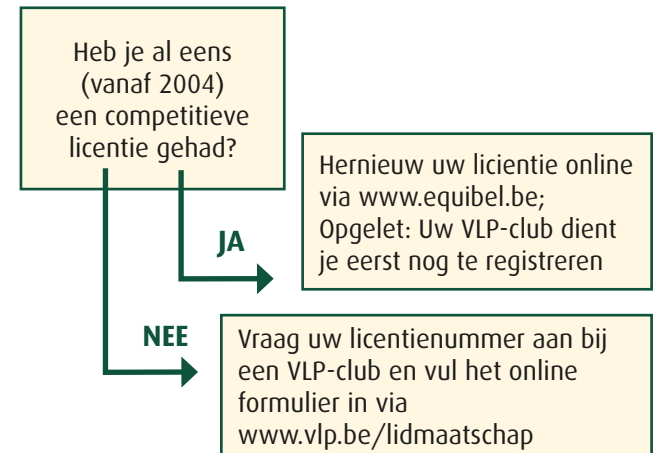 Heb je al eens
(vanaf 2004)
een competitieve
licentie gehad?
JA
Hernieuw uw licientie online
via www.equibel.be;
Opgelet: Uw VLP-club dient
je eerst nog te registreren
NEE
Vraag uw licentienummer aan bij
een VLP-club en vul het online
formulier in via
www.vlp.be/lidmaatschap